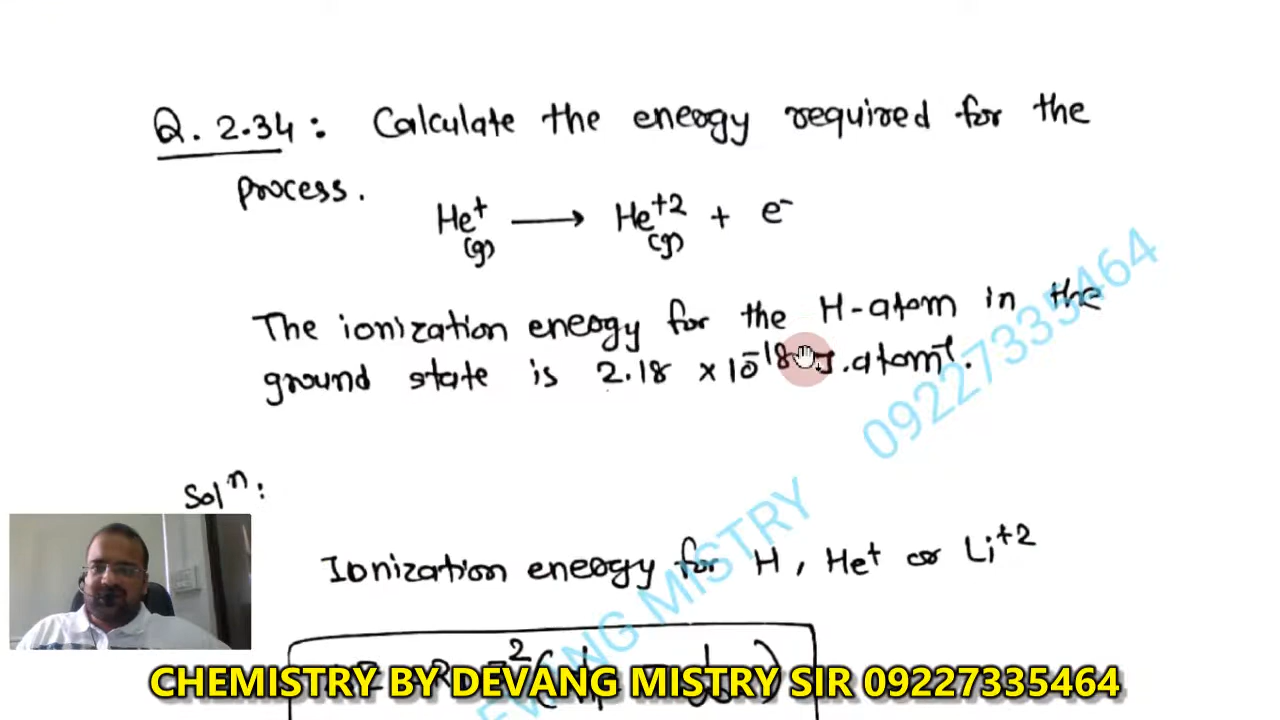 Q. 2.34: Calculate the energy required for the
process.
He⁺(g) ⟶ He⁺²(g) + e⁻
The ionization energy for the H-atom in the
ground state is 2.18 × 10⁻¹⁸ J.atom⁻¹.
Solⁿ:
Ionization energy for H, He⁺ or Li⁺²
09227335464
MISTRY
CHEMISTRY BY DEVANG MISTRY SIR 09227335464